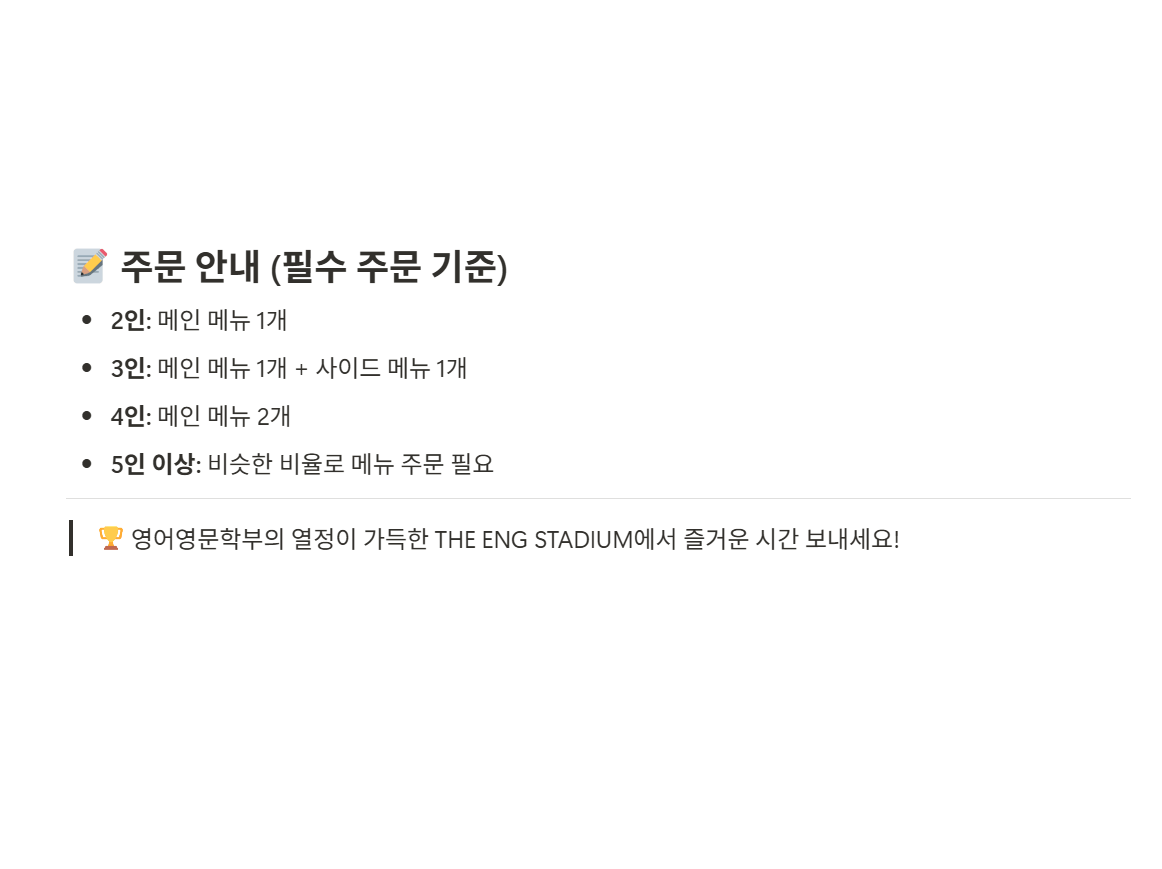 📝 주문 안내 (필수 주문 기준)
• 2인: 메인 메뉴 1개
• 3인: 메인 메뉴 1개 + 사이드 메뉴 1개
• 4인: 메인 메뉴 2개
• 5인 이상: 비슷한 비율로 메뉴 주문 필요
🏆 영어영문학부의 열정이 가득한 THE ENG STADIUM에서 즐거운 시간 보내세요!